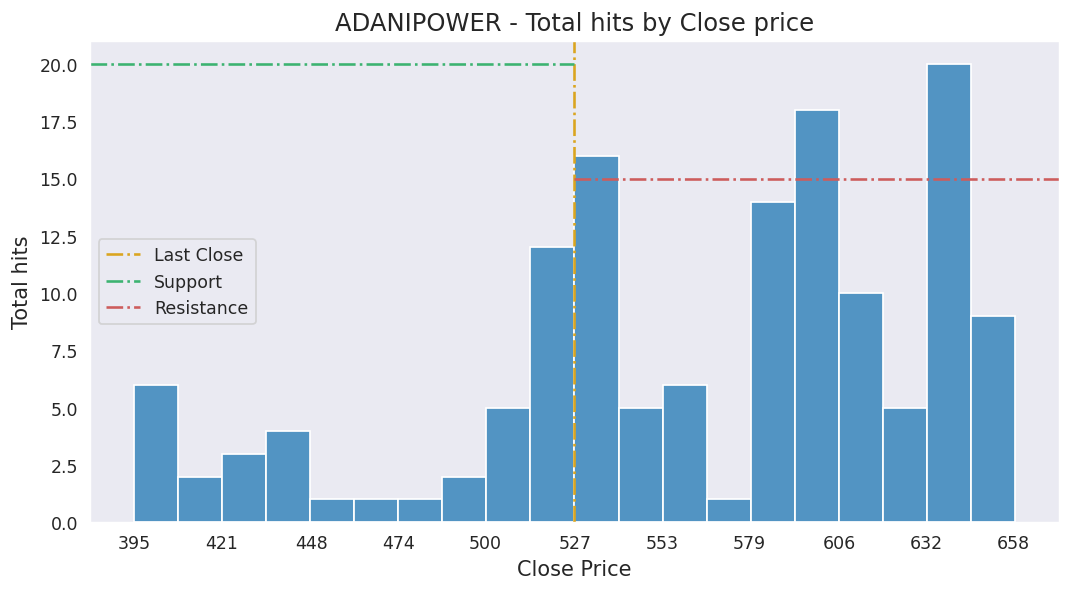 ADANIPOWER - Total hits by Close price
Total hits
20.0
17.5
15.0
12.5
10.0
7.5
5.0
2.5
0.0
Last Close
Support
Resistance
395 421 448 474 500 527 553 579 606 632 658
Close Price